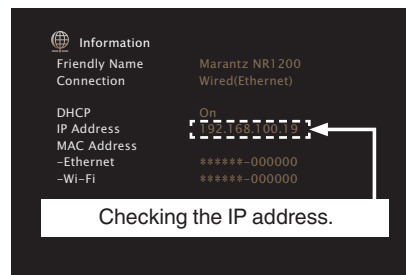 Information
Friendly Name Marantz NR1200
Connection Wired(Ethernet)
DHCP On
IP Address 192.168.100.19
MAC Address
-Ethernet ******-000000
-Wi-Fi ******-000000
Checking the IP address.